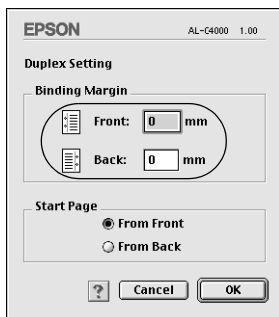 EPSON AL-C4000 1.00
Duplex Setting
Binding Margin
Front: 0 mm
Back: 0 mm
Start Page
From Front
From Back
? Cancel OK